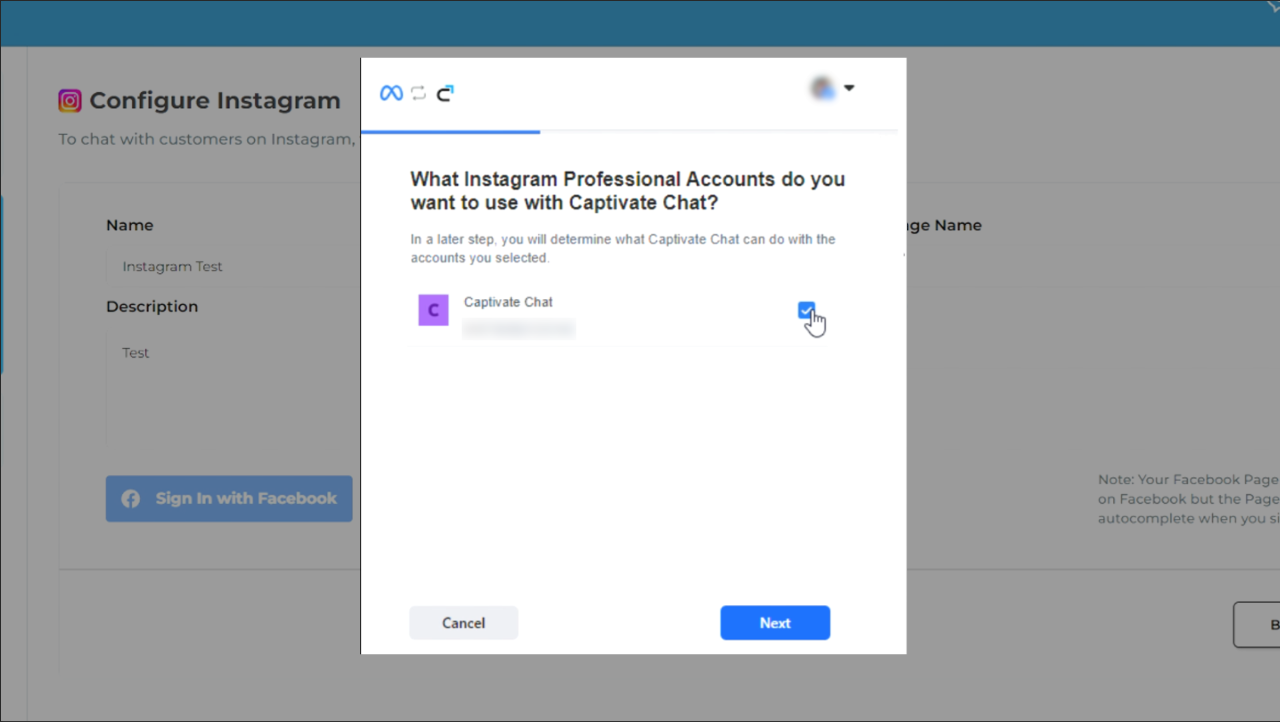 Configure Instagram
To chat with customers on Instagram,
Name
Instagram Test
Description
Test
Sign In with Facebook
What Instagram Professional Accounts do you
want to use with Captivate Chat?
In a later step, you will determine what Captivate Chat can do with the
accounts you selected.
C
Captivate Chat
Cancel
Next
Name
Note: Your Facebook Page
on Facebook but the Page
autocomplete when you